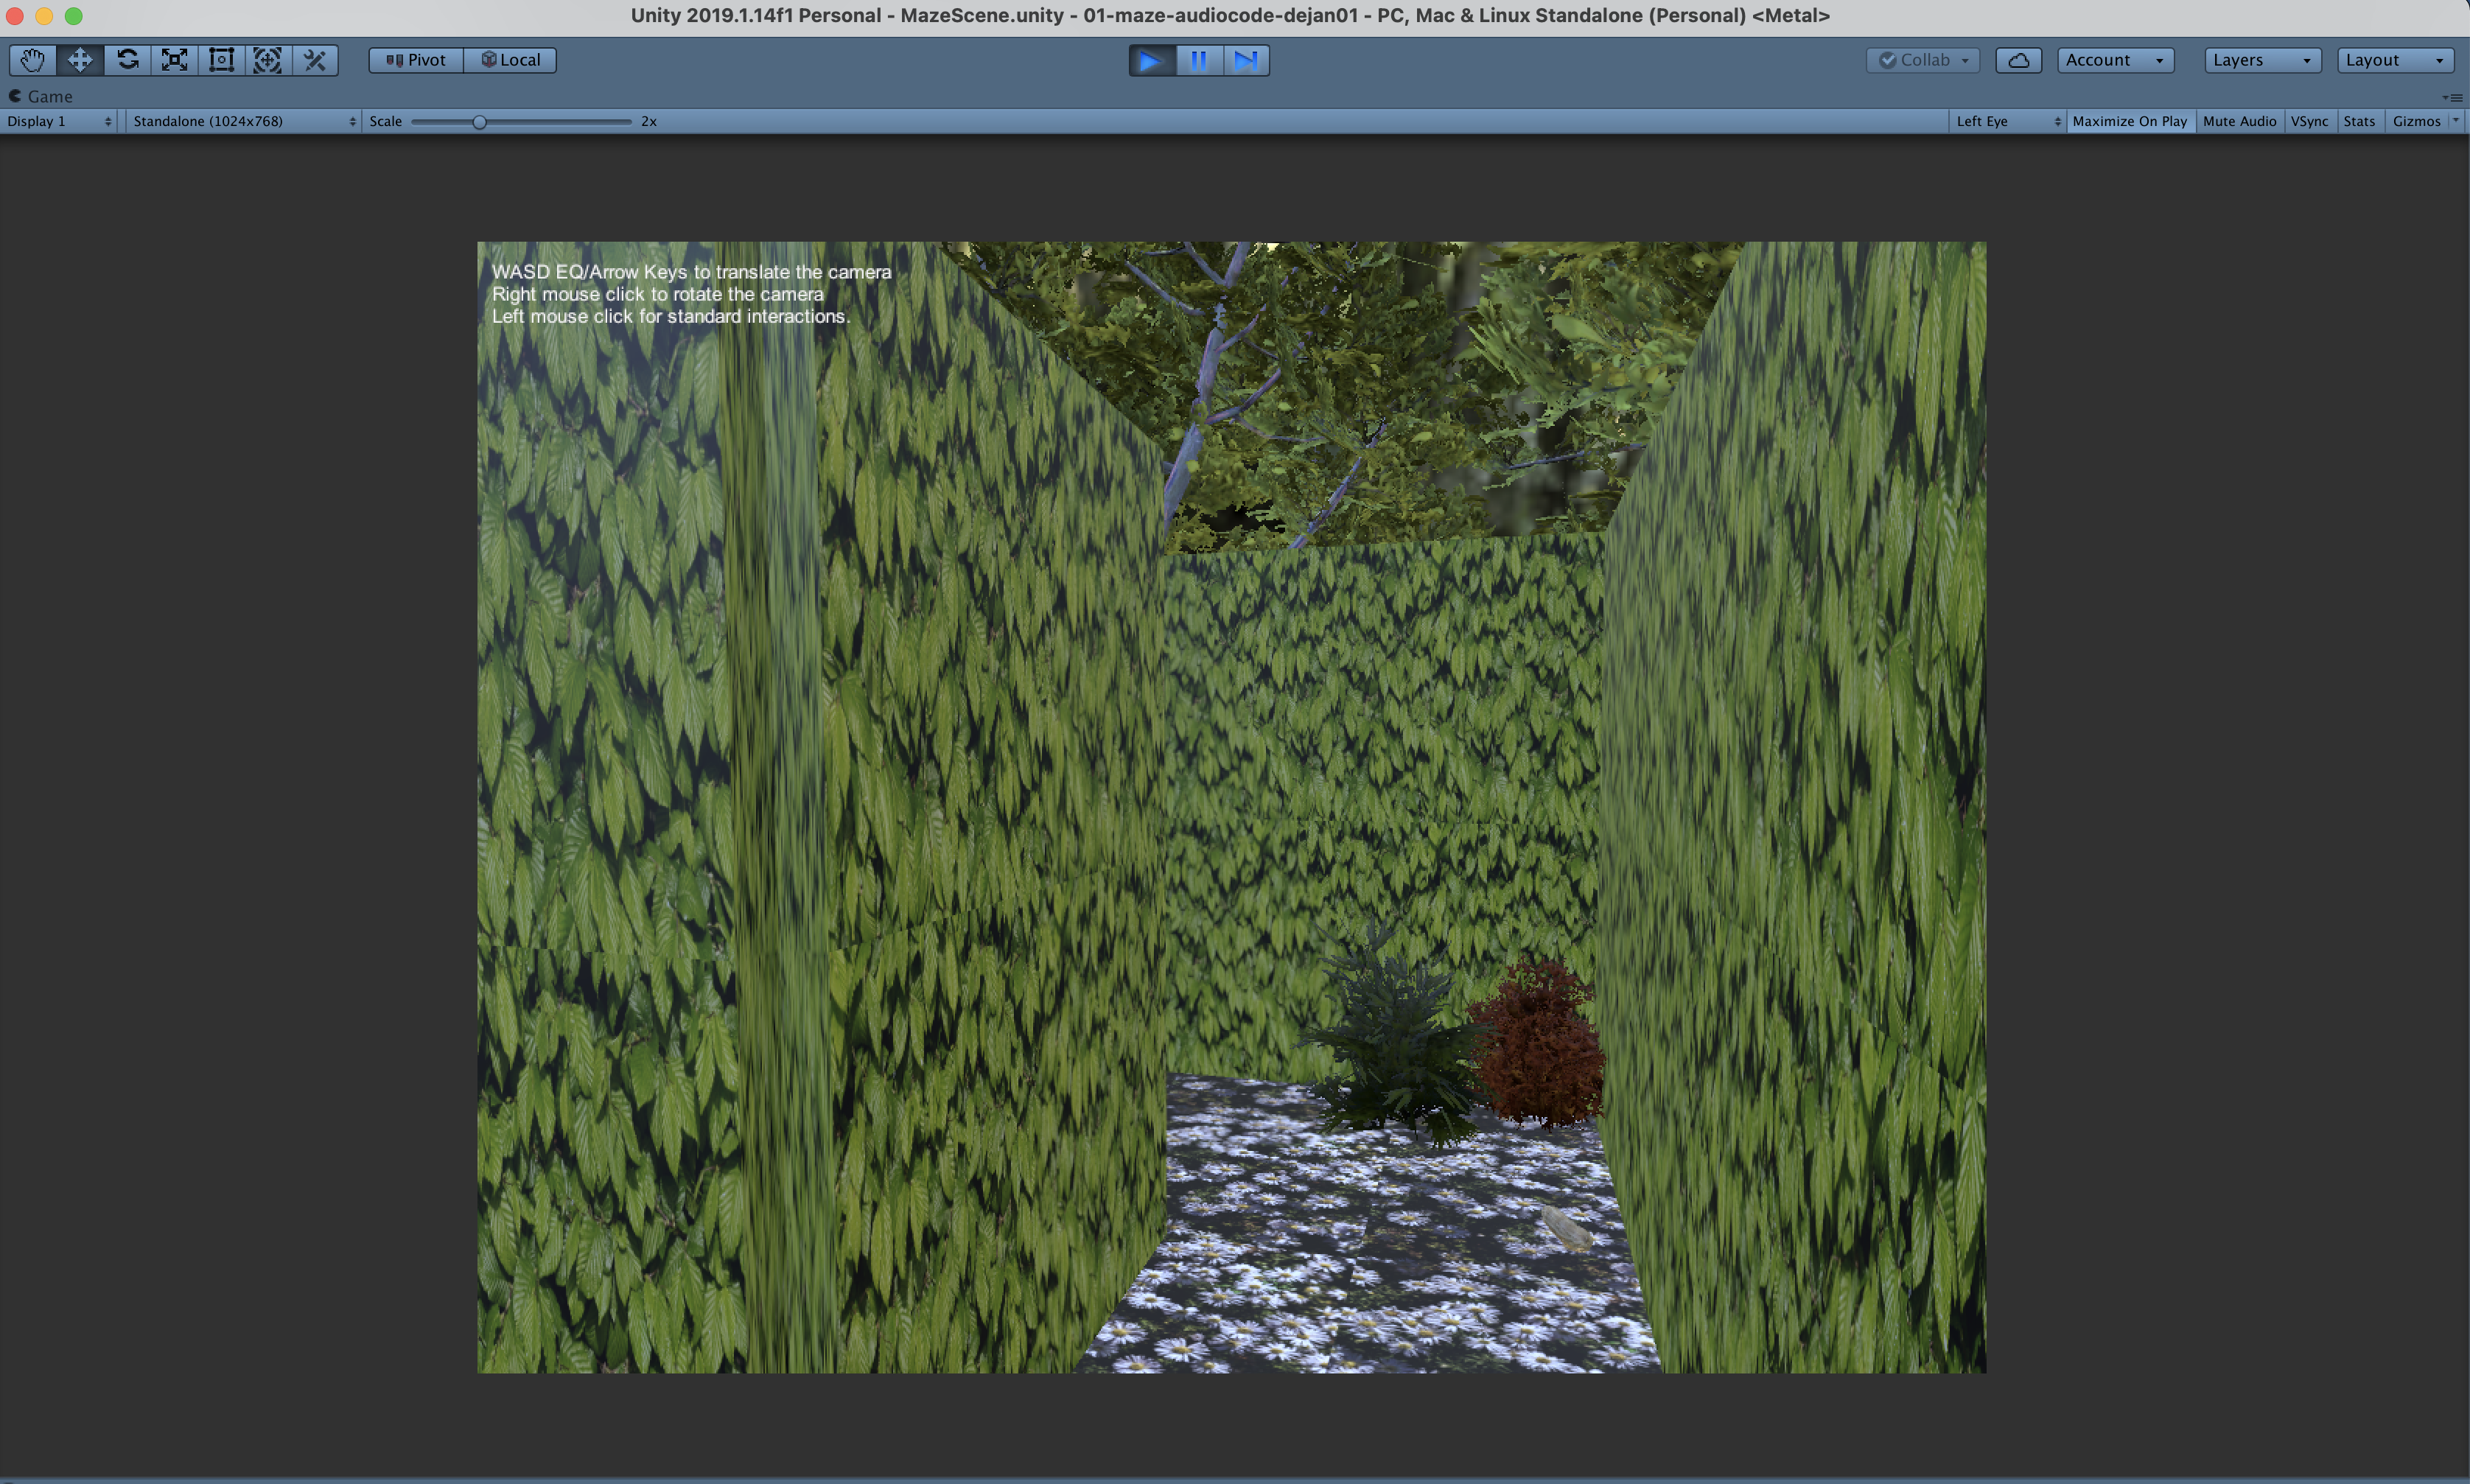 Unity 2019.1.14f1 Personal - MazeScene.unity - 01-maze-audiocode-dejan01 - PC, Mac & Linux Standalone (Personal) <Metal>
Pivot Local Collab Account Layers Layout
Game
Display 1 Standalone (1024x768) Scale 2x Left Eye Maximize On Play Mute Audio VSync Stats Gizmos
WASD EQ/Arrow Keys to translate the camera
Right mouse click to rotate the camera
Left mouse click for standard interactions.